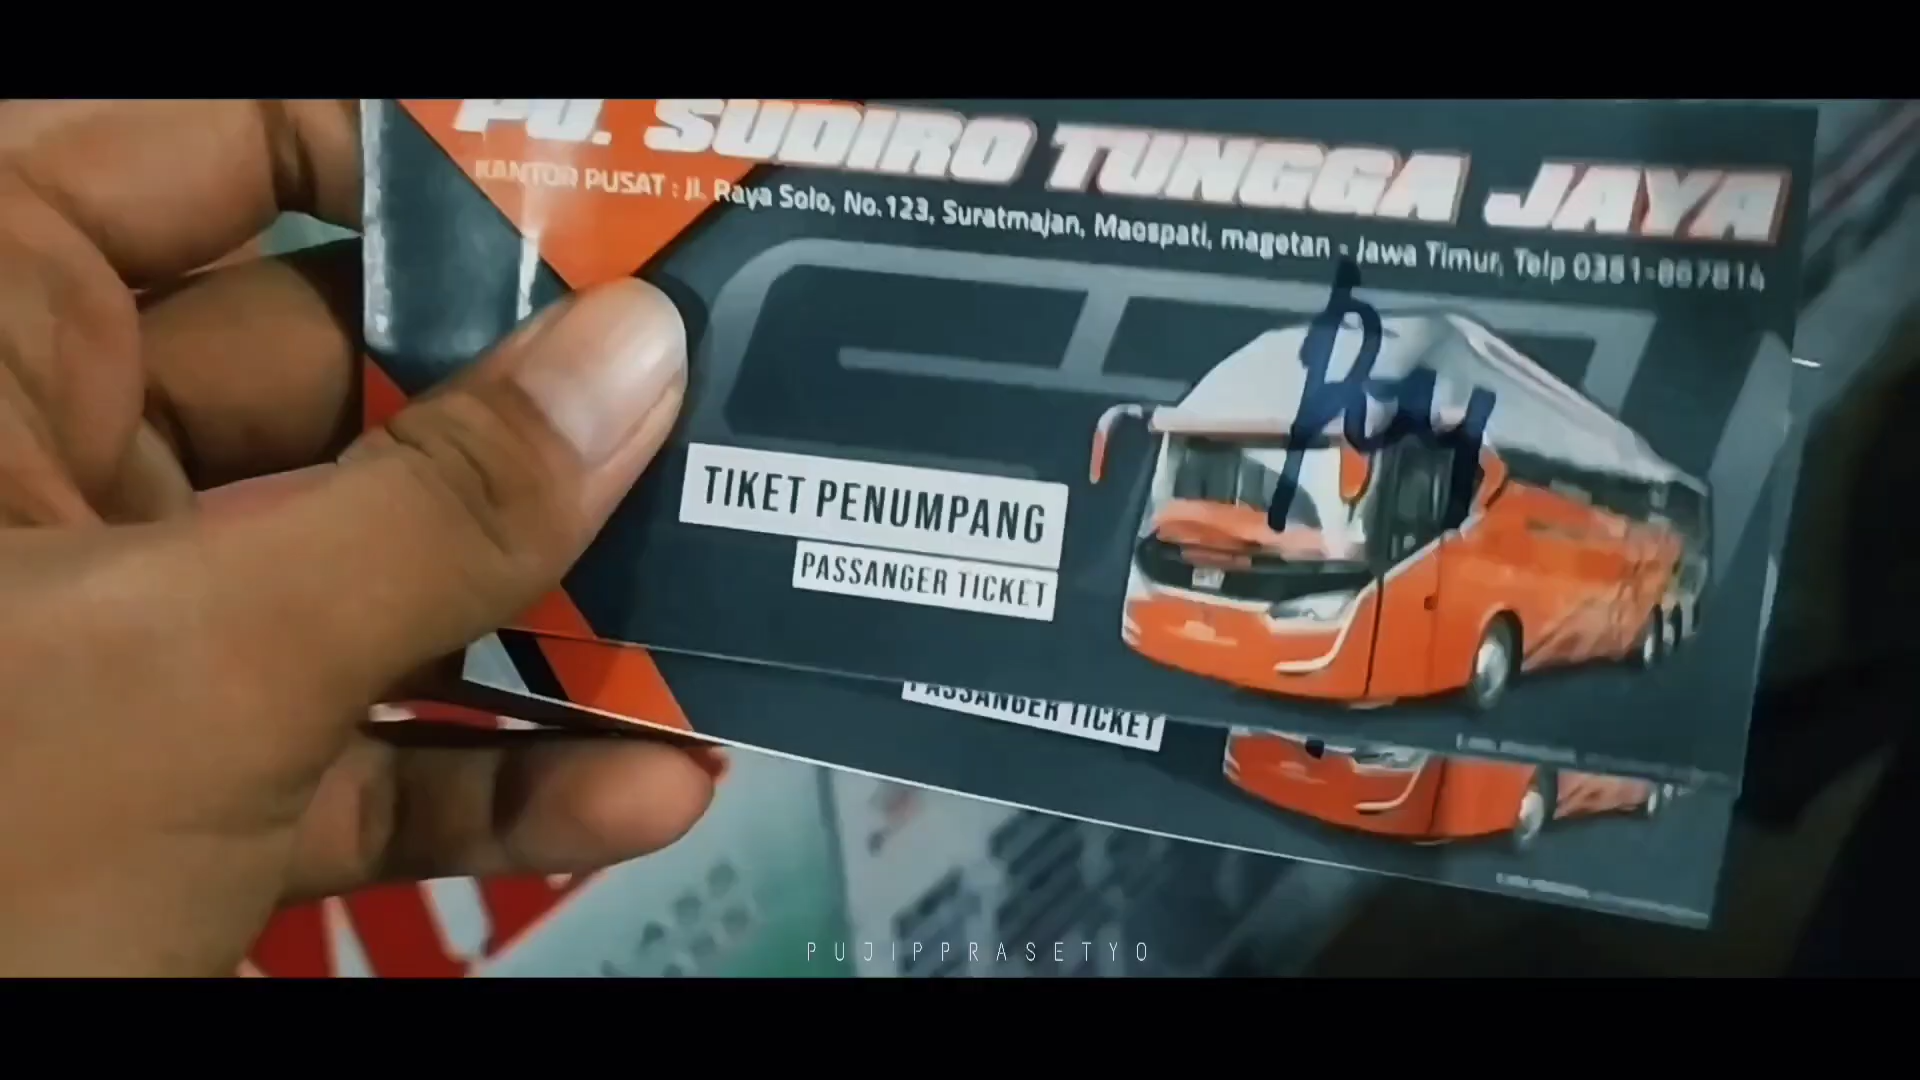 PO. SUDIRO TUNGGA JAYA
KANTOR PUSAT : Jl. Raya Solo, No.123, Suratmajan, Maospati, magetan - Jawa Timur, Telp 0351-867814
TIKET PENUMPANG
PASSANGER TICKET
PASSANGER TICKET
PUJIPPRASETYO